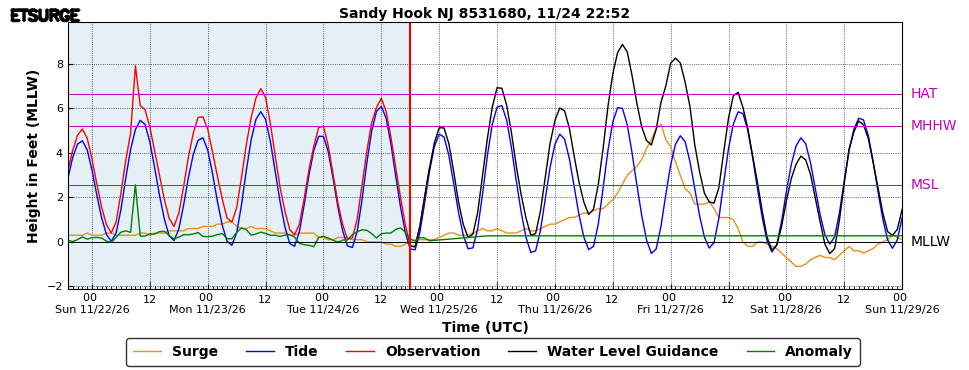 ETSURGE
Sandy Hook NJ 8531680, 11/24 22:52
Height in Feet (MLLW)
8
6
4
2
0
−2
HAT
MHHW
MSL
MLLW
00 12 00 12 00 12 00 12 00 12 00 12 00 12 00
Sun 11/22/26 Mon 11/23/26 Tue 11/24/26 Wed 11/25/26 Thu 11/26/26 Fri 11/27/26 Sat 11/28/26 Sun 11/29/26
Time (UTC)
Surge Tide Observation Water Level Guidance Anomaly